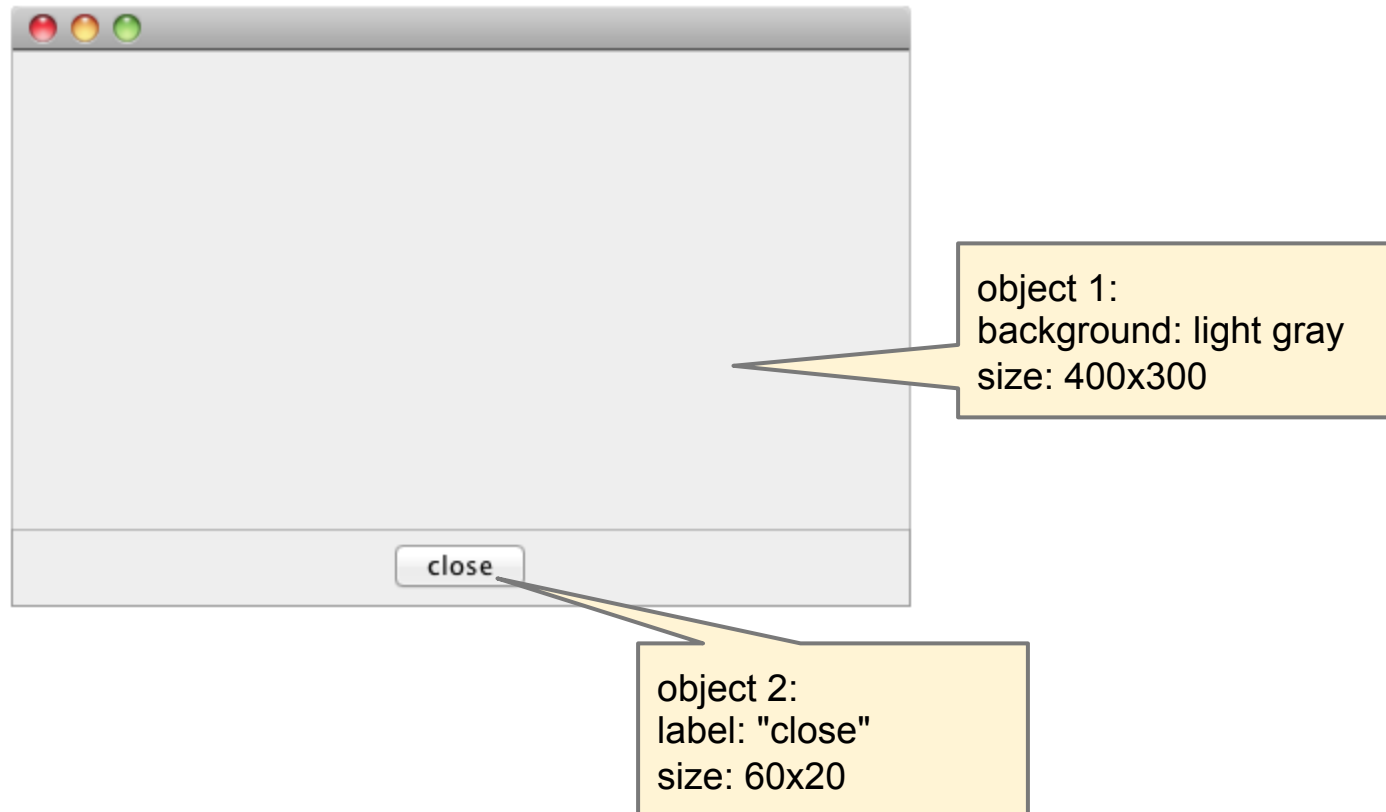 object 1:
background: light gray
size: 400x300
close
object 2:
label: "close"
size: 60x20